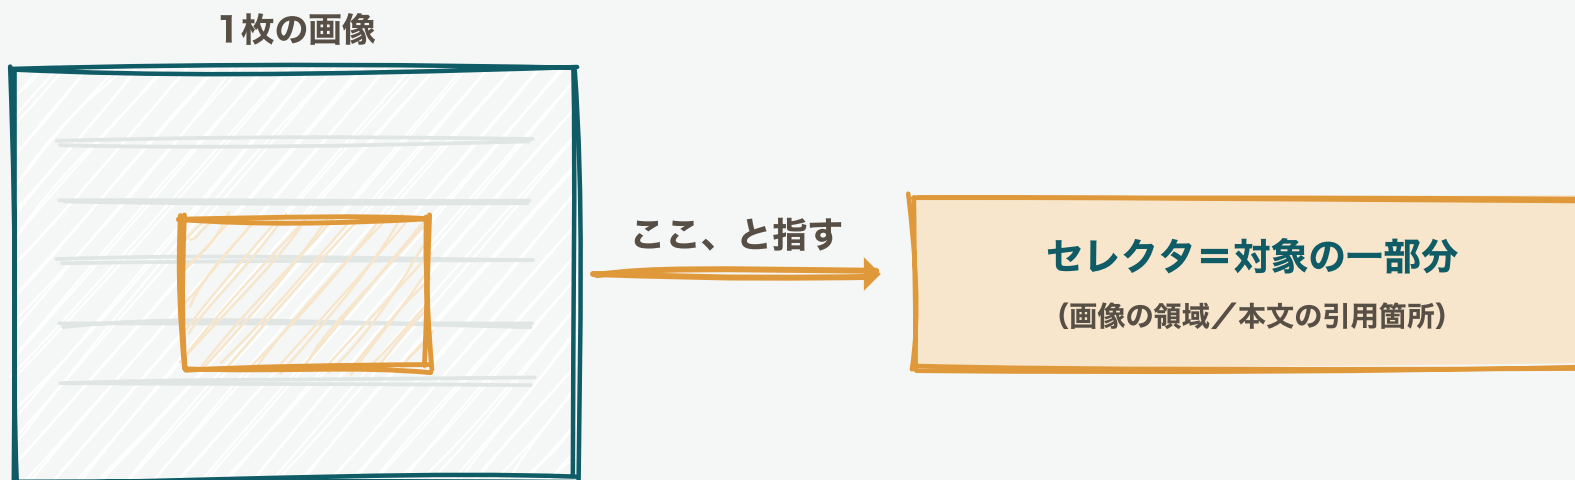 1枚の画像
ここ、と指す
セレクタ＝対象の一部分
（画像の領域／本文の引用箇所）